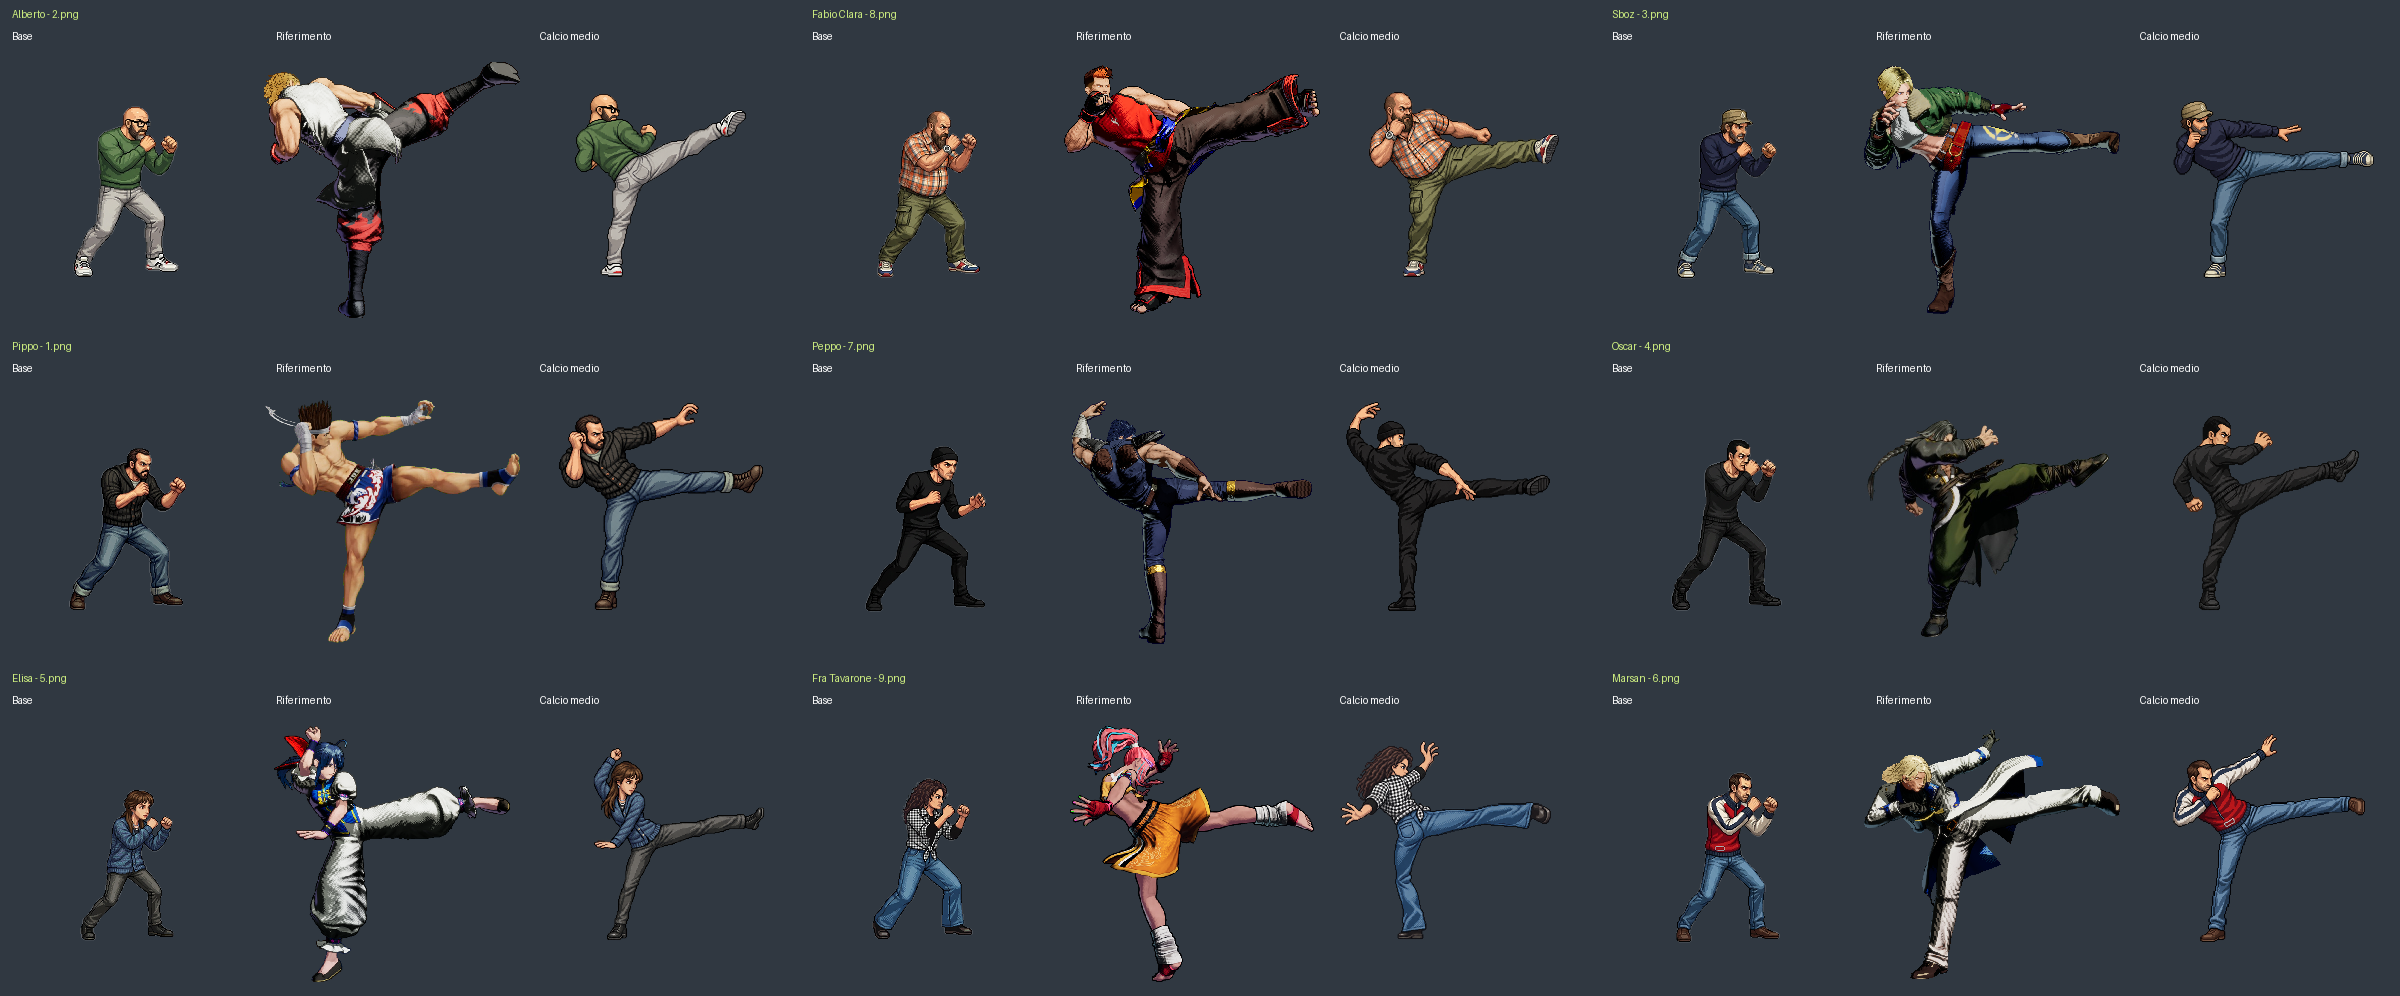 Alberto - 2.png
Base
Riferimento
Calcio medio
Fabio Clara - 8.png
Base
Riferimento
Calcio medio
Sboz - 3.png
Base
Riferimento
Calcio medio
Pippo - 1.png
Base
Riferimento
Calcio medio
Peppo - 7.png
Base
Riferimento
Calcio medio
Oscar - 4.png
Base
Riferimento
Calcio medio
Elisa - 5.png
Base
Riferimento
Calcio medio
Fra Tavarone - 9.png
Base
Riferimento
Calcio medio
Marsan - 6.png
Base
Riferimento
Calcio medio